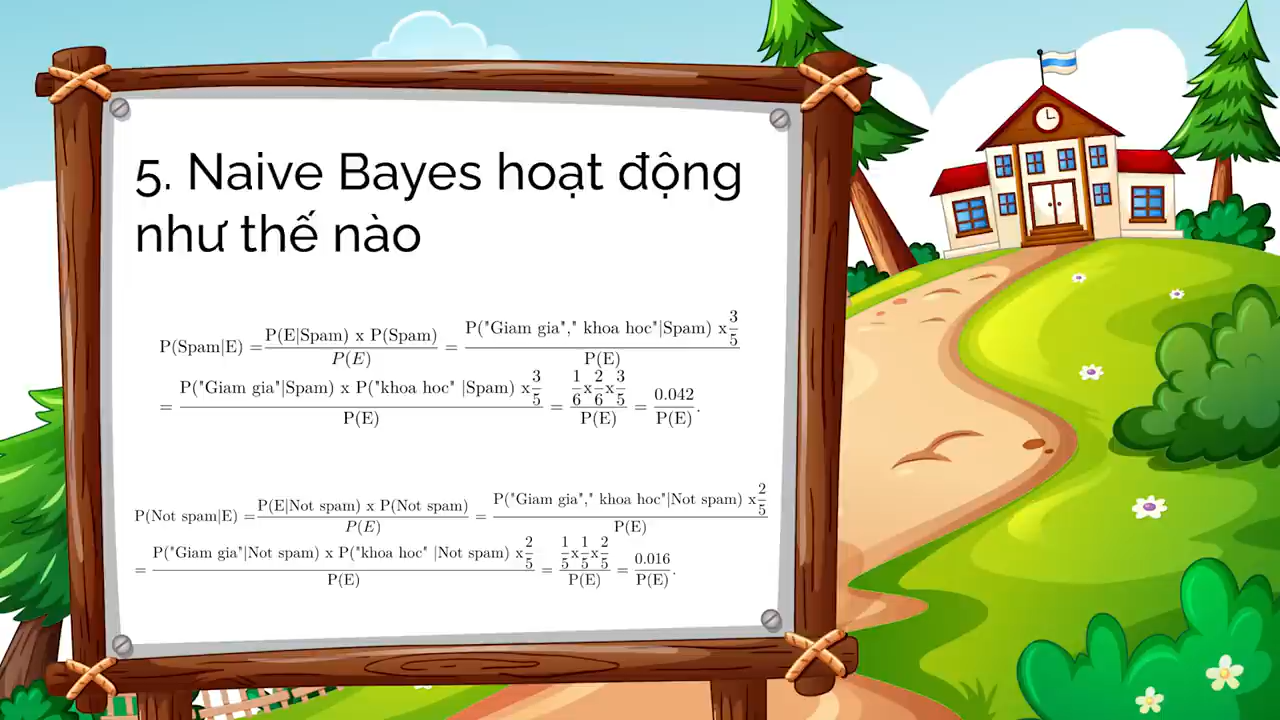 5. Naive Bayes hoạt động
như thế nào
P(Spam|E) = P(E|Spam) x P(Spam) / P(E) = P("Giam gia"," khoa hoc"|Spam) x 3/5 / P(E)
= P("Giam gia"|Spam) x P("khoa hoc" |Spam) x 3/5 / P(E) = 1/6 x 2/6 x 3/5 / P(E) = 0.042 / P(E).
P(Not spam|E) = P(E|Not spam) x P(Not spam) / P(E) = P("Giam gia"," khoa hoc"|Not spam) x 2/5 / P(E)
= P("Giam gia"|Not spam) x P("khoa hoc" |Not spam) x 2/5 / P(E) = 1/5 x 1/5 x 2/5 / P(E) = 0.016 / P(E).